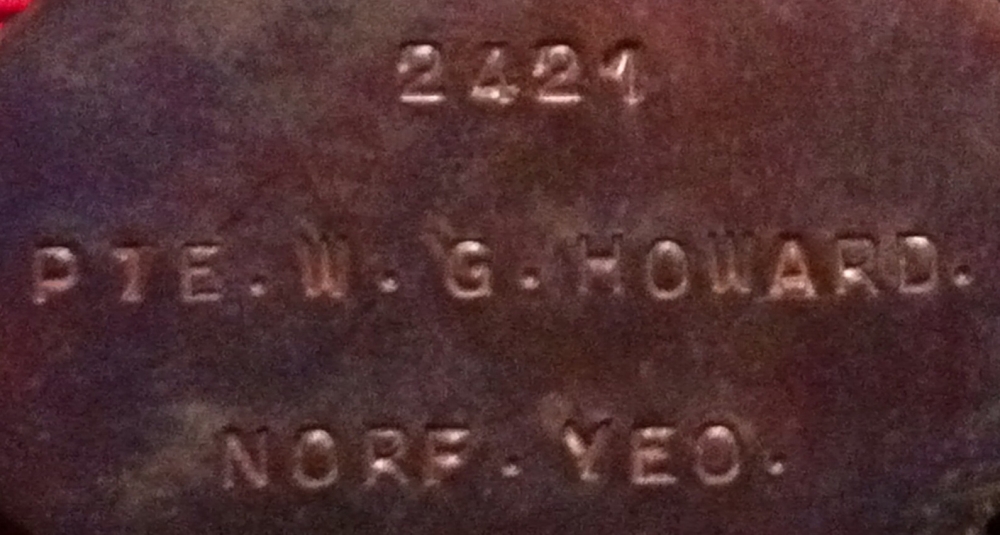 2421
PTE. W. G. HOWARD.
NORF. YEO.